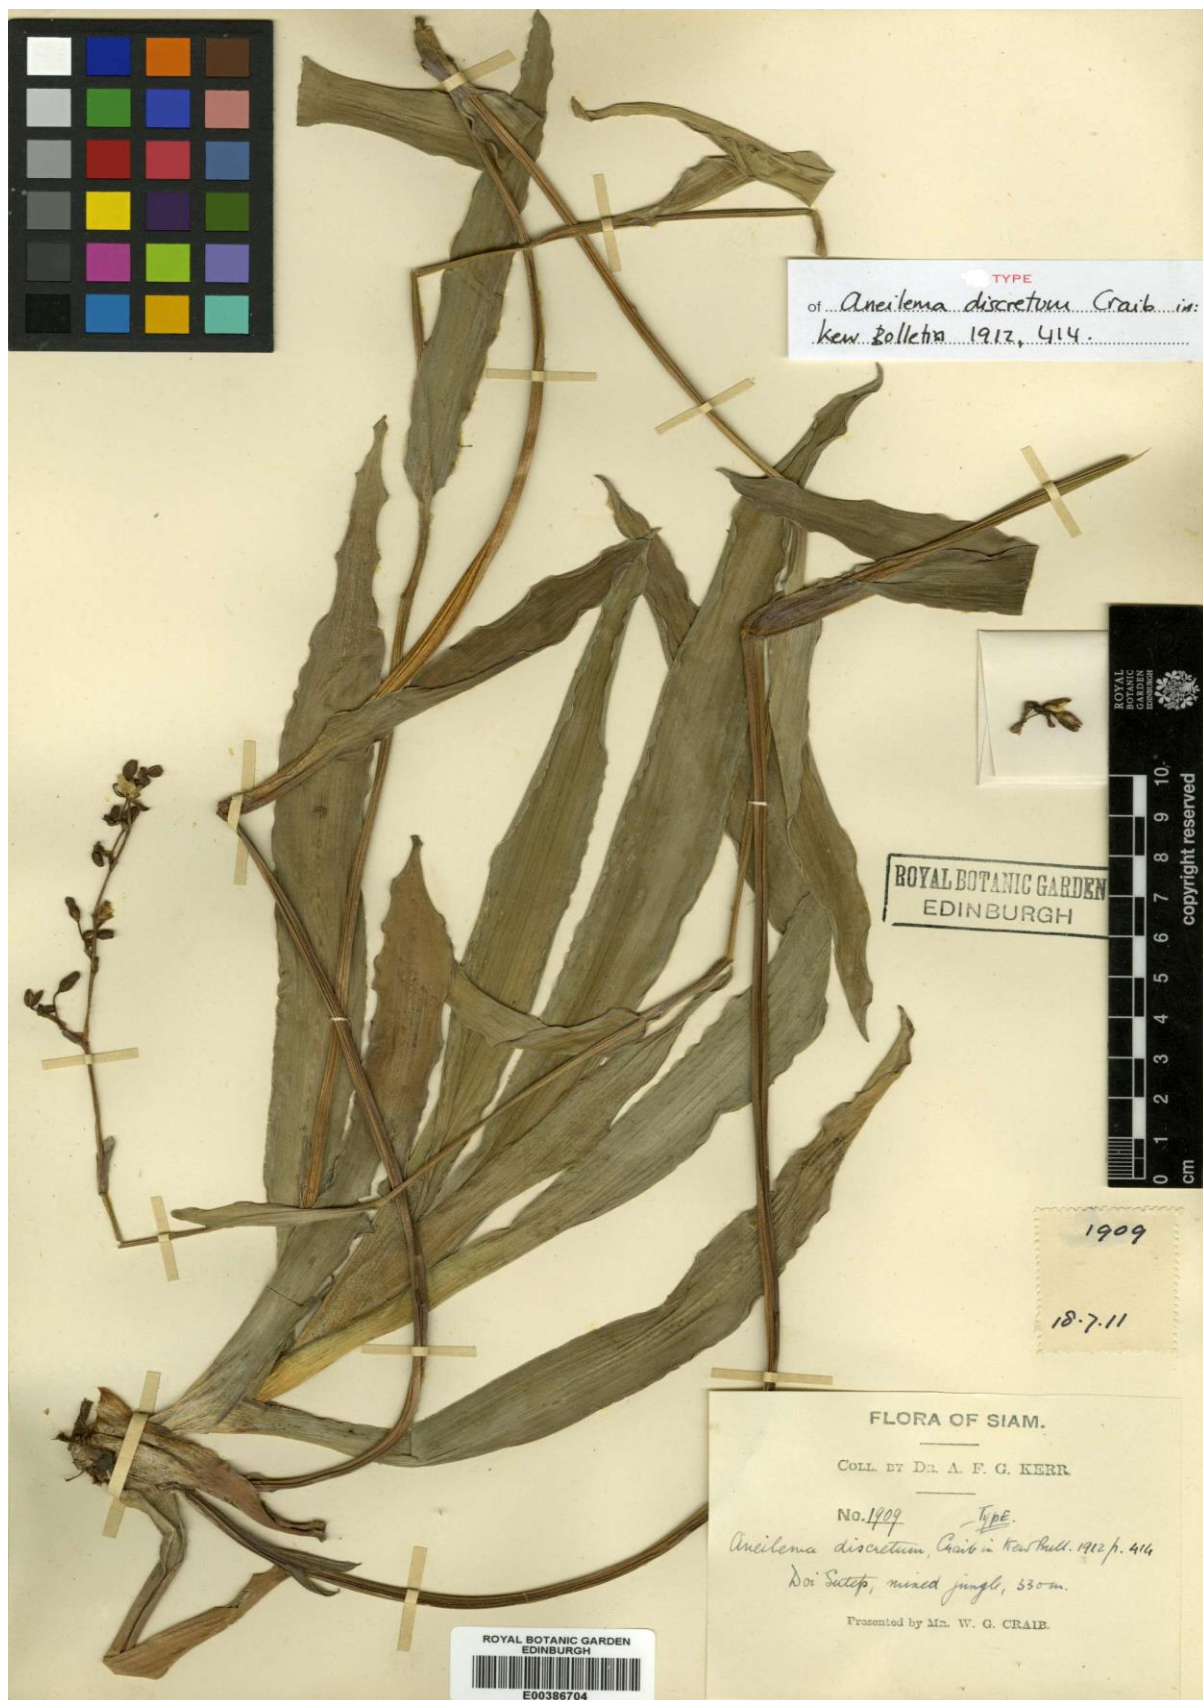 TYPE
of Aneilema discretum Craib in:
Kew Bolletin 1912, 414.
ROYAL
BOTANIC
GARDEN
EDINBURGH
copyright reserved
10
9
8
7
6
5
4
3
2
1
0
cm
ROYAL BOTANIC GARDEN
EDINBURGH
1909
18.7.11
FLORA OF SIAM.
COLL. BY DR. A. F. G. KERR
No. 1909 - TYPE.
Aneilema discretum, Craib in Kew Bull. 1912 p. 414
Doi Sutep, mixed jungle, 330 m.
Presented by MR. W. G. CRAIB.
ROYAL BOTANIC GARDEN
EDINBURGH
E00386704